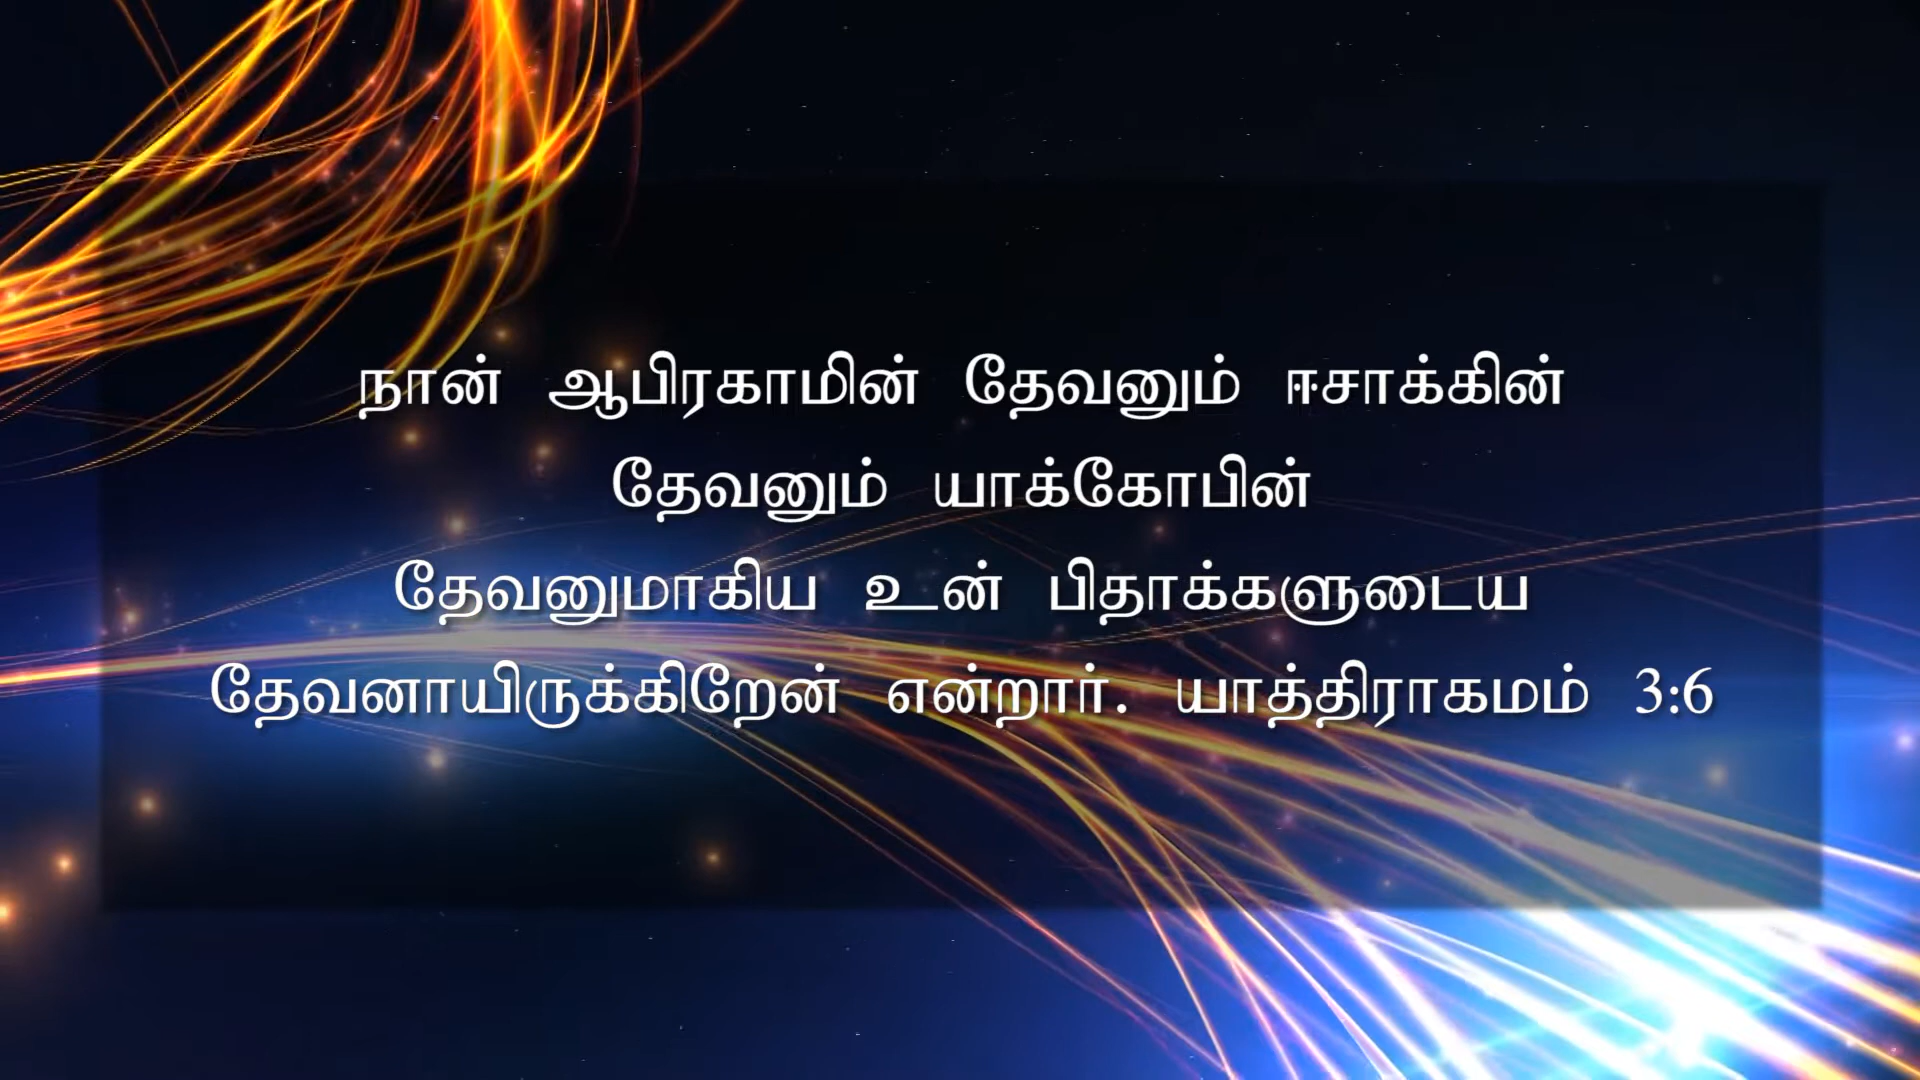 நான் ஆபிரகாமின் தேவனும் ஈசாக்கின்
தேவனும் யாக்கோபின்
தேவனுமாகிய உன் பிதாக்களுடைய
தேவனாயிருக்கிறேன் என்றார். யாத்திராகமம் 3:6